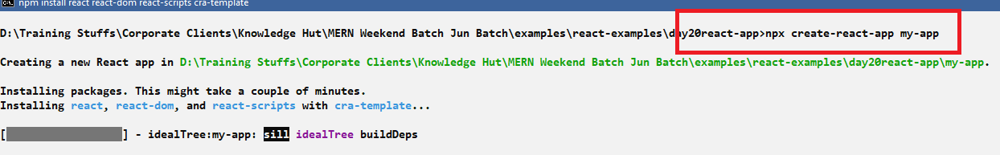 npm install react react-dom react-scripts cra-template
D:\Training Stuffs\Corporate Clients\Knowledge Hut\MERN Weekend Batch Jun Batch\examples\react-examples\day20react-app>npx create-react-app my-app
Creating a new React app in D:\Training Stuffs\Corporate Clients\Knowledge Hut\MERN Weekend Batch Jun Batch\examples\react-examples\day20react-app\my-app.
Installing packages. This might take a couple of minutes.
Installing react, react-dom, and react-scripts with cra-template...
[                  ] - idealTree:my-app: sill idealTree buildDeps